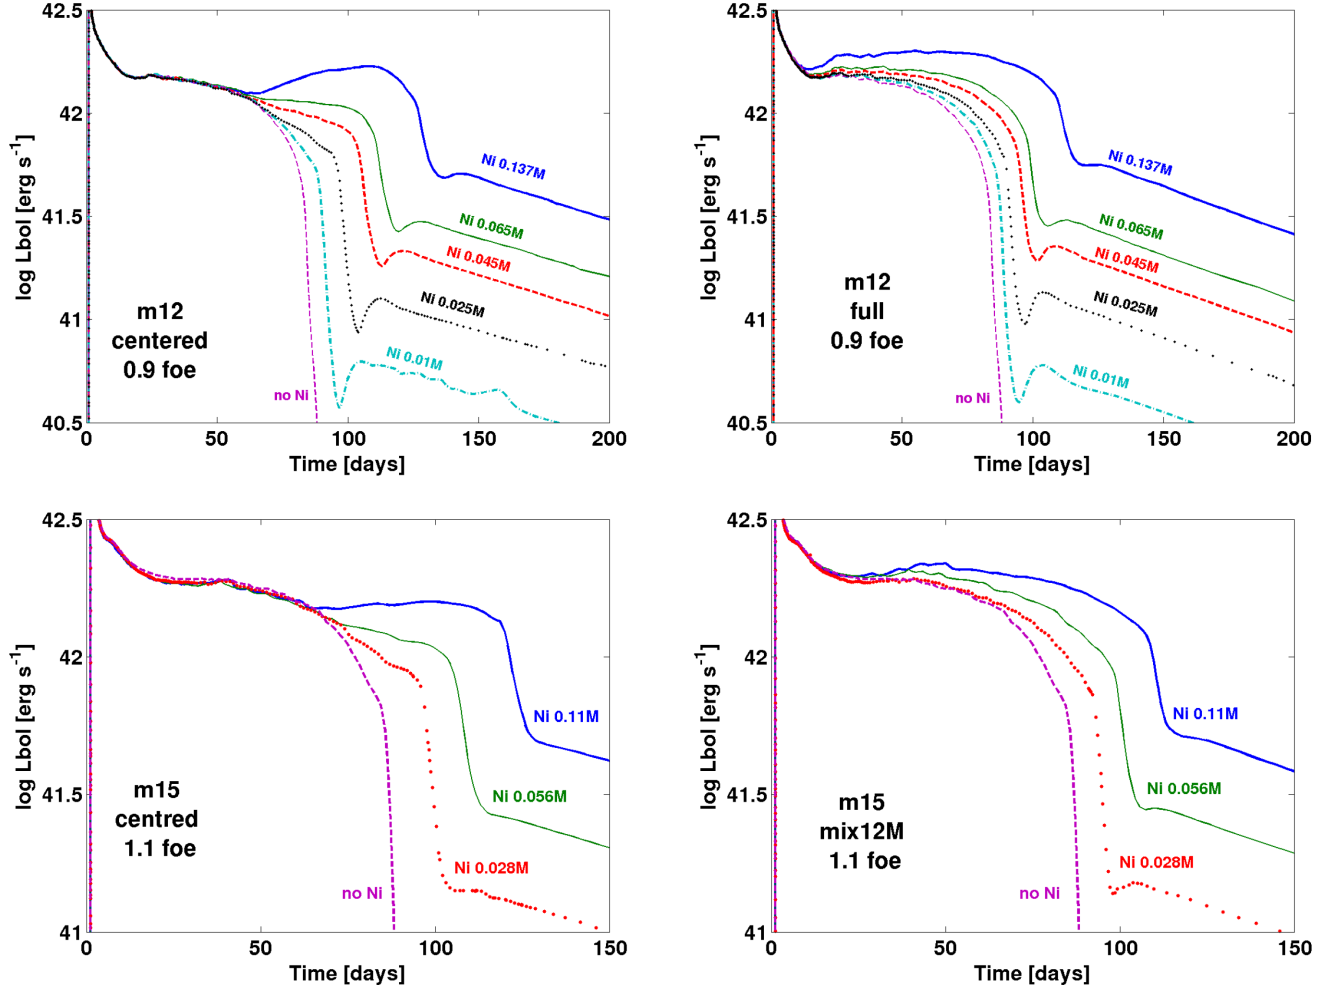 42.5
42
41.5
41
40.5
log Lbol [erg s⁻¹]
0
50
100
150
200
Time [days]
m12
centered
0.9 foe
Ni 0.137M
Ni 0.065M
Ni 0.045M
Ni 0.025M
Ni 0.01M
no Ni
42.5
42
41.5
41
40.5
log Lbol [erg s⁻¹]
0
50
100
150
200
Time [days]
m12
full
0.9 foe
Ni 0.137M
Ni 0.065M
Ni 0.045M
Ni 0.025M
Ni 0.01M
no Ni
42.5
42
41.5
41
log Lbol [erg s⁻¹]
0
50
100
150
Time [days]
m15
centred
1.1 foe
Ni 0.11M
Ni 0.056M
Ni 0.028M
no Ni
42.5
42
41.5
41
log Lbol [erg s⁻¹]
0
50
100
150
Time [days]
m15
mix12M
1.1 foe
Ni 0.11M
Ni 0.056M
Ni 0.028M
no Ni